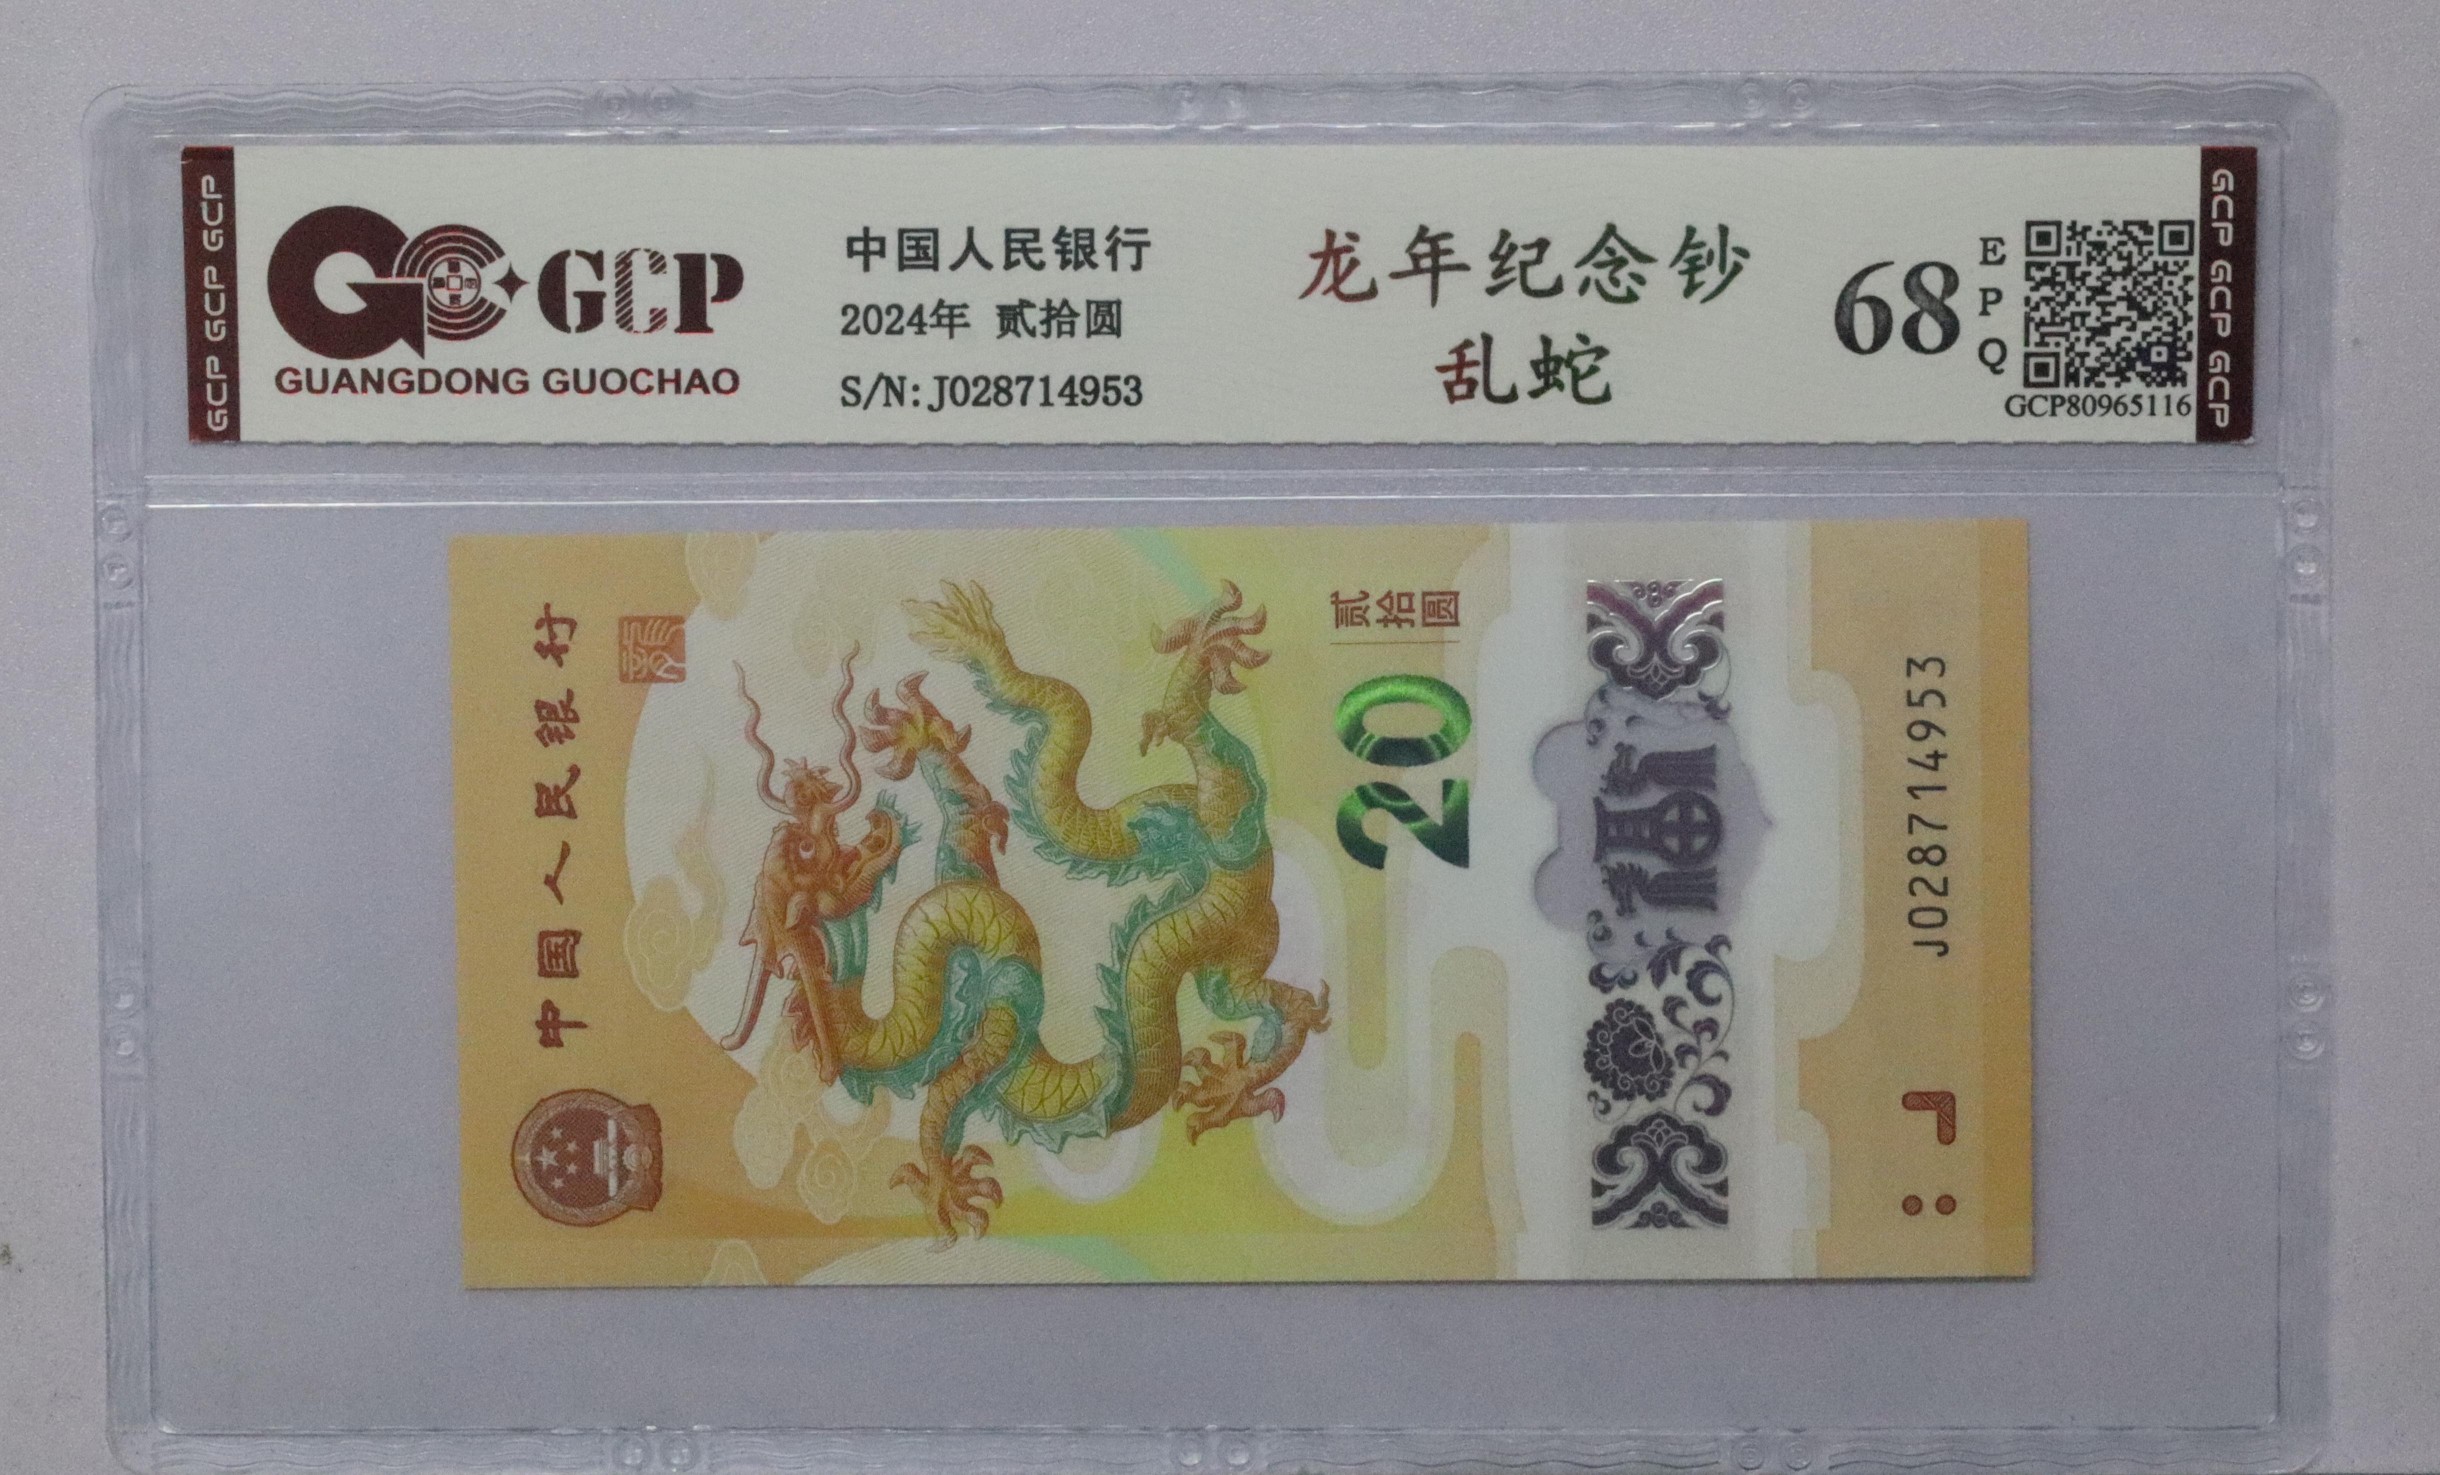 GCP GCP GCP
GCP
GUANGDONG GUOCHAO
中国人民银行
2024年 贰拾圆
S/N:J028714953
龙年纪念钞
乱蛇
68
EPQ
GCP80965116
GCP GCP GCP GCP
中国人民银行
贰拾圆
20
J028714953